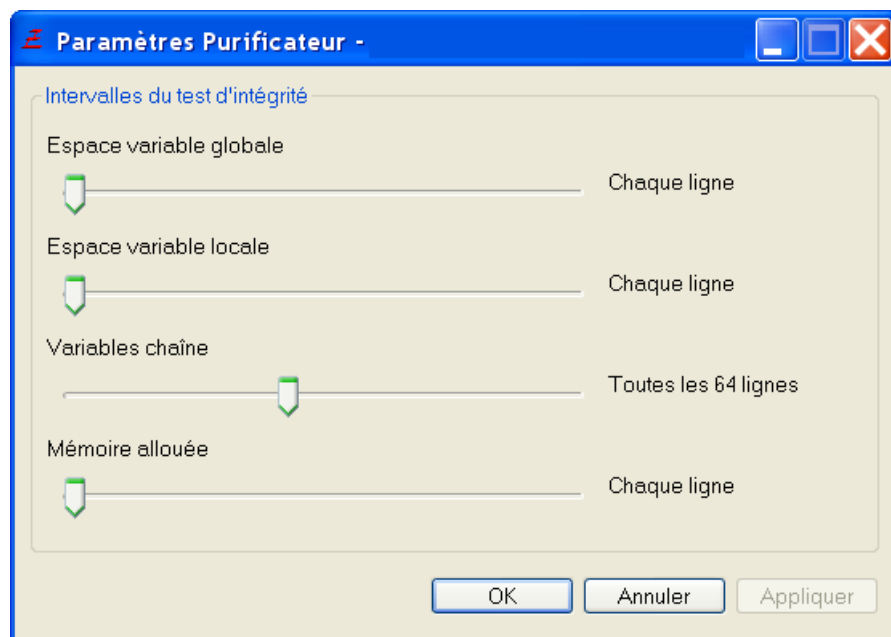 Paramètres Purificateur -
Intervalles du test d'intégrité
Espace variable globale
Chaque ligne
Espace variable locale
Chaque ligne
Variables chaîne
Toutes les 64 lignes
Mémoire allouée
Chaque ligne
OK
Annuler
Appliquer